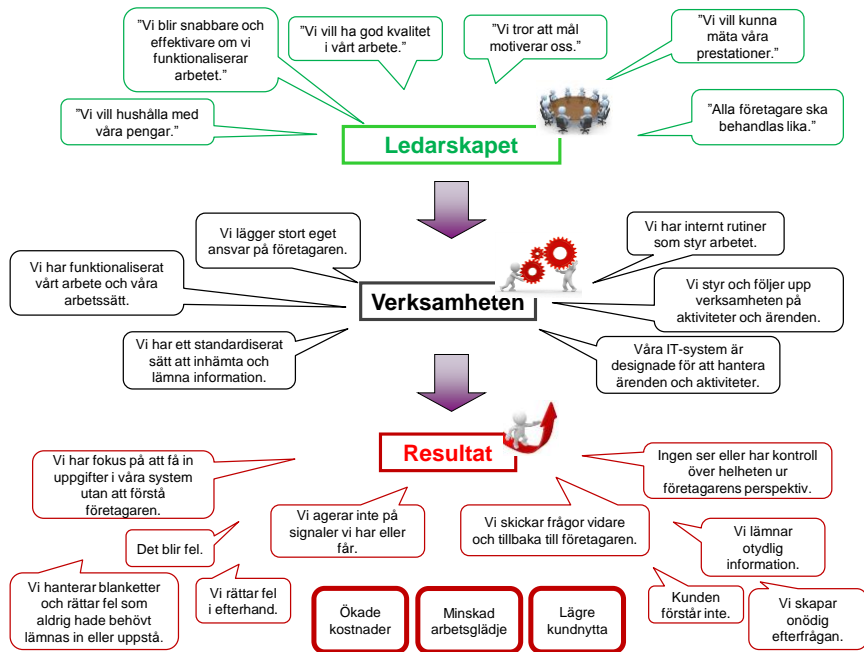 "Vi blir snabbare och
effektivare om vi
funktionaliserar
arbetet."
"Vi vill ha god kvalitet
i vårt arbete."
"Vi tror att mål
motiverar oss."
"Vi vill kunna
mäta våra
prestationer."
"Vi vill hushålla med
våra pengar."
"Alla företagare ska
behandlas lika."
Ledarskapet
Vi lägger stort eget
ansvar på företagaren.
Vi har internt rutiner
som styr arbetet.
Vi har funktionaliserat
vårt arbete och våra
arbetssätt.
Verksamheten
Vi styr och följer upp
verksamheten på
aktiviteter och ärenden.
Vi har ett standardiserat
sätt att inhämta och
lämna information.
Våra IT-system är
designade för att hantera
ärenden och aktiviteter.
Resultat
Vi har fokus på att få in
uppgifter i våra system
utan att förstå
företagaren.
Ingen ser eller har kontroll
över helheten ur
företagarens perspektiv.
Vi agerar inte på
signaler vi har eller
får.
Vi skickar frågor vidare
och tillbaka till företagaren.
Det blir fel.
Vi lämnar
otydlig
information.
Vi hanterar blanketter
och rättar fel som
aldrig hade behövt
lämnas in eller uppstå.
Vi rättar fel
i efterhand.
Ökade
kostnader
Minskad
arbetsglädje
Lägre
kundnytta
Kunden
förstår inte.
Vi skapar
onödig
efterfrågan.